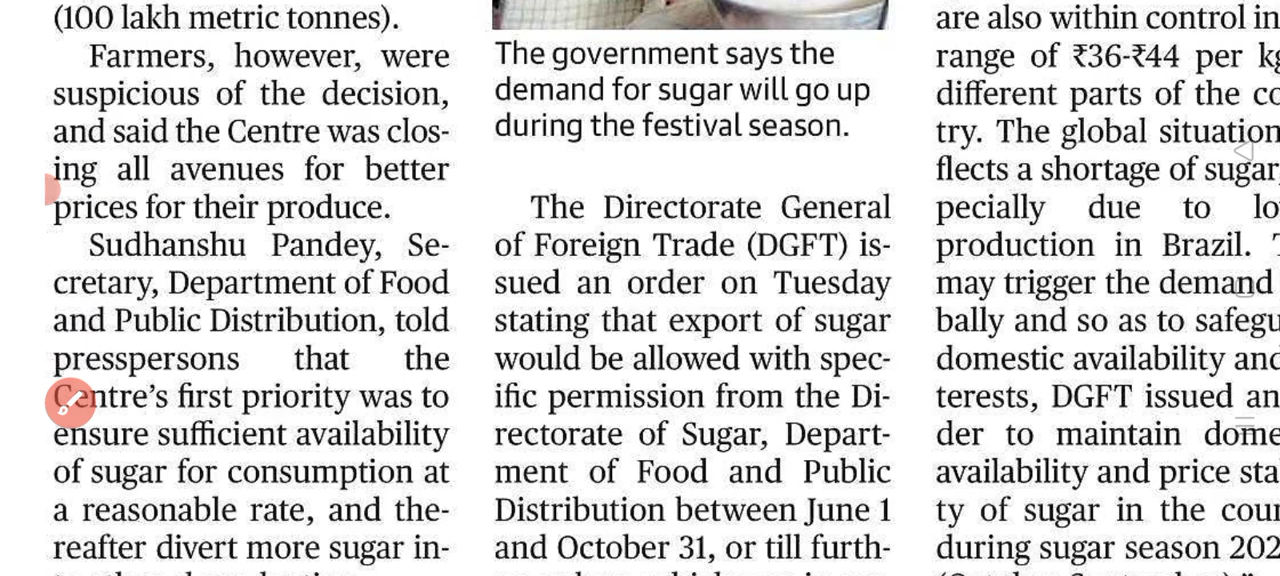 (100 lakh metric tonnes).
Farmers, however, were
suspicious of the decision,
and said the Centre was clos-
ing all avenues for better
prices for their produce.
Sudhanshu Pandey, Se-
cretary, Department of Food
and Public Distribution, told
presspersons that the
Centre’s first priority was to
ensure sufficient availability
of sugar for consumption at
a reasonable rate, and the-
reafter divert more sugar in-
The government says the
demand for sugar will go up
during the festival season.
The Directorate General
of Foreign Trade (DGFT) is-
sued an order on Tuesday
stating that export of sugar
would be allowed with spec-
ific permission from the Di-
rectorate of Sugar, Depart-
ment of Food and Public
Distribution between June 1
and October 31, or till furth-
are also within control in
range of ₹36-₹44 per kg
different parts of the co
try. The global situation
flects a shortage of sugar,
pecially due to lo
production in Brazil.
may trigger the demand
bally and so as to safegu
domestic availability and
terests, DGFT issued an
der to maintain dome
availability and price sta
ty of sugar in the cour
during sugar season 202